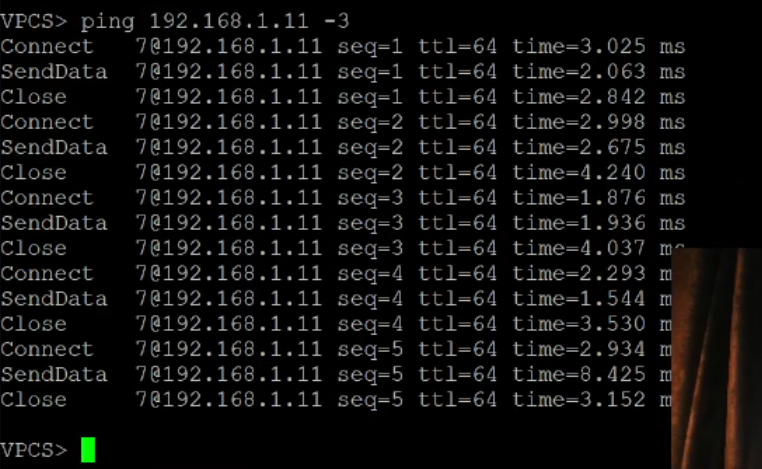 VPCS> ping 192.168.1.11 -3
Connect 7@192.168.1.11 seq=1 ttl=64 time=3.025 ms
SendData 7@192.168.1.11 seq=1 ttl=64 time=2.063 ms
Close 7@192.168.1.11 seq=1 ttl=64 time=2.842 ms
Connect 7@192.168.1.11 seq=2 ttl=64 time=2.998 ms
SendData 7@192.168.1.11 seq=2 ttl=64 time=2.675 ms
Close 7@192.168.1.11 seq=2 ttl=64 time=4.240 ms
Connect 7@192.168.1.11 seq=3 ttl=64 time=1.876 ms
SendData 7@192.168.1.11 seq=3 ttl=64 time=1.936 ms
Close 7@192.168.1.11 seq=3 ttl=64 time=4.037 ms
Connect 7@192.168.1.11 seq=4 ttl=64 time=2.293 m
SendData 7@192.168.1.11 seq=4 ttl=64 time=1.544 m
Close 7@192.168.1.11 seq=4 ttl=64 time=3.530 m
Connect 7@192.168.1.11 seq=5 ttl=64 time=2.934 m
SendData 7@192.168.1.11 seq=5 ttl=64 time=8.425 m
Close 7@192.168.1.11 seq=5 ttl=64 time=3.152 m
VPCS>